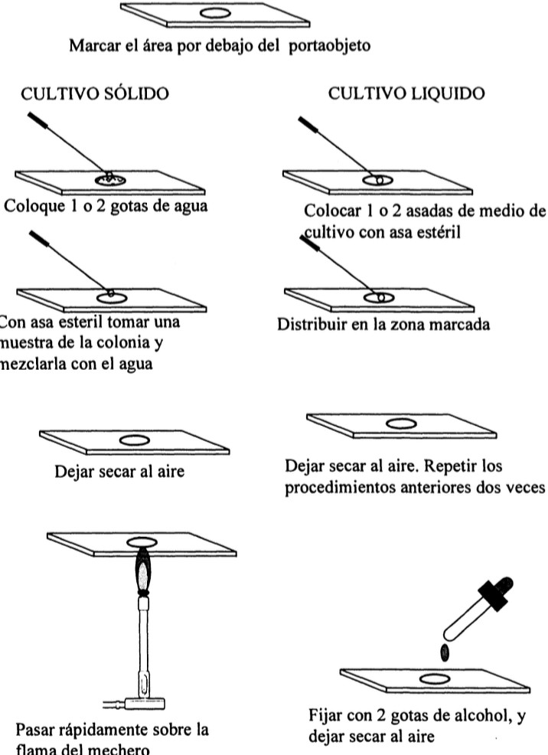 Marcar el área por debajo del portaobjeto
CULTIVO SÓLIDO
Coloque 1 o 2 gotas de agua
Con asa esteril tomar una
muestra de la colonia y
mezclarla con el agua
Dejar secar al aire
Pasar rápidamente sobre la
flama del mechero
CULTIVO LIQUIDO
Colocar 1 o 2 asadas de medio de
cultivo con asa estéril
Distribuir en la zona marcada
Dejar secar al aire. Repetir los
procedimientos anteriores dos veces
Fijar con 2 gotas de alcohol, y
dejar secar al aire